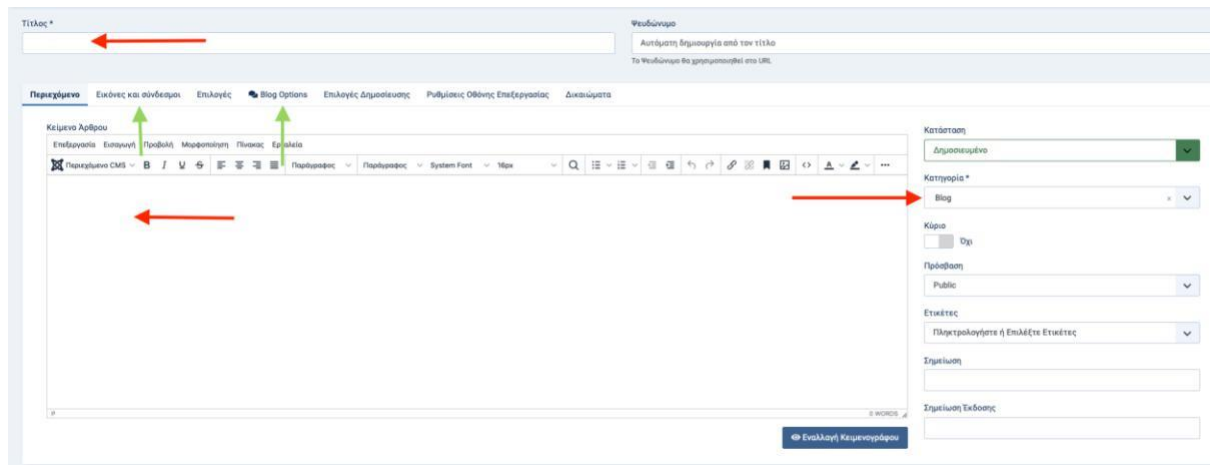 Τίτλος *
Ψευδώνυμο
Αυτόματη δημιουργία από τον τίτλο
Το Ψευδώνυμο θα χρησιμοποιηθεί στο URL
Περιεχόμενο Εικόνες και σύνδεσμοι Επιλογές Blog Options Επιλογές Δημοσίευσης Ρυθμίσεις Οθόνης Επεξεργασίας Δικαιώματα
Κείμενο Άρθρου
Επεξεργασία Εισαγωγή Προβολή Μορφοποίηση Πίνακας Εργαλεία
Περιεχόμενο CMS B I U S Παράγραφος Παράγραφος System Font 16px
P
0 WORDS
Εναλλαγή Κειμενογράφου
Κατάσταση
Δημοσιευμένο
Κατηγορία *
Blog
Κύριο
Όχι
Πρόσβαση
Public
Ετικέτες
Πληκτρολογήστε ή Επιλέξτε Ετικέτες
Σημείωση
Σημείωση Έκδοσης